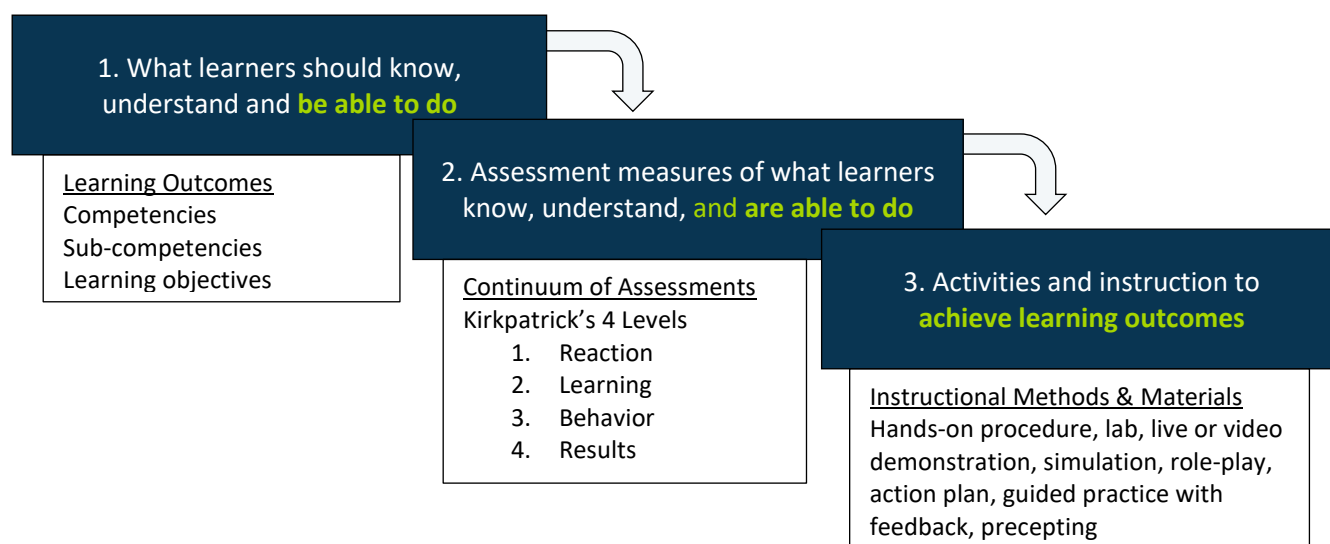 1. What learners should know,
understand and be able to do
Learning Outcomes
Competencies
Sub-competencies
Learning objectives
2. Assessment measures of what learners
know, understand, and are able to do
Continuum of Assessments
Kirkpatrick’s 4 Levels
1. Reaction
2. Learning
3. Behavior
4. Results
3. Activities and instruction to
achieve learning outcomes
Instructional Methods & Materials
Hands-on procedure, lab, live or video
demonstration, simulation, role-play,
action plan, guided practice with
feedback, precepting